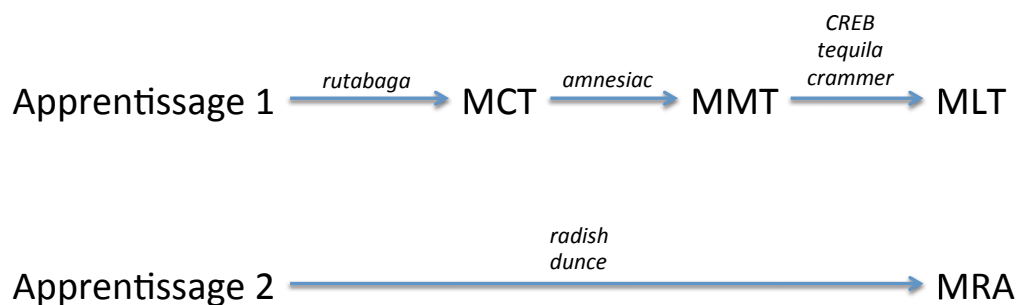 CREB
tequila
crammer
rutabaga
amnesiac
Apprentissage 1 MCT MMT MLT
radish
dunce
Apprentissage 2 MRA